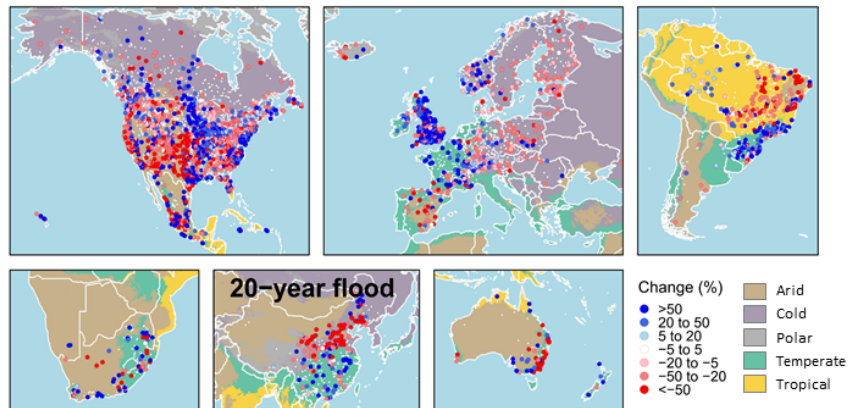 20−year flood
Change (%)
>50
20 to 50
5 to 20
−5 to 5
−20 to −5
−50 to −20
<−50
Arid
Cold
Polar
Temperate
Tropical